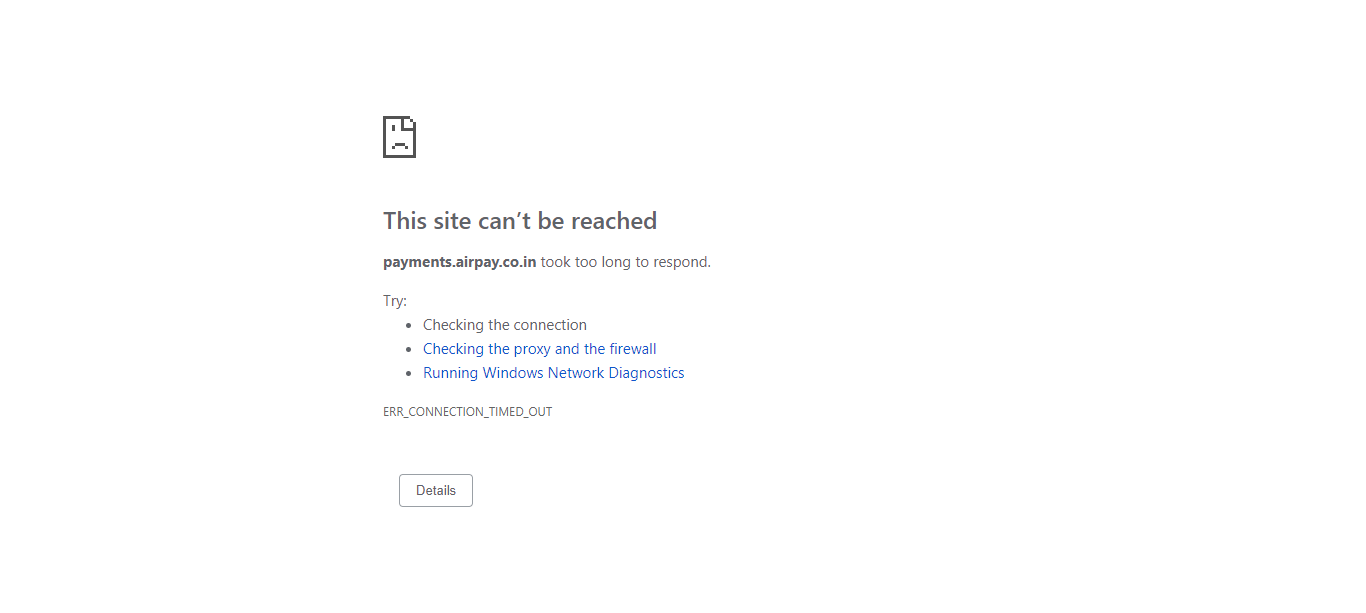 This site can’t be reached
payments.airpay.co.in took too long to respond.
Try:
Checking the connection
Checking the proxy and the firewall
Running Windows Network Diagnostics
ERR_CONNECTION_TIMED_OUT
Details